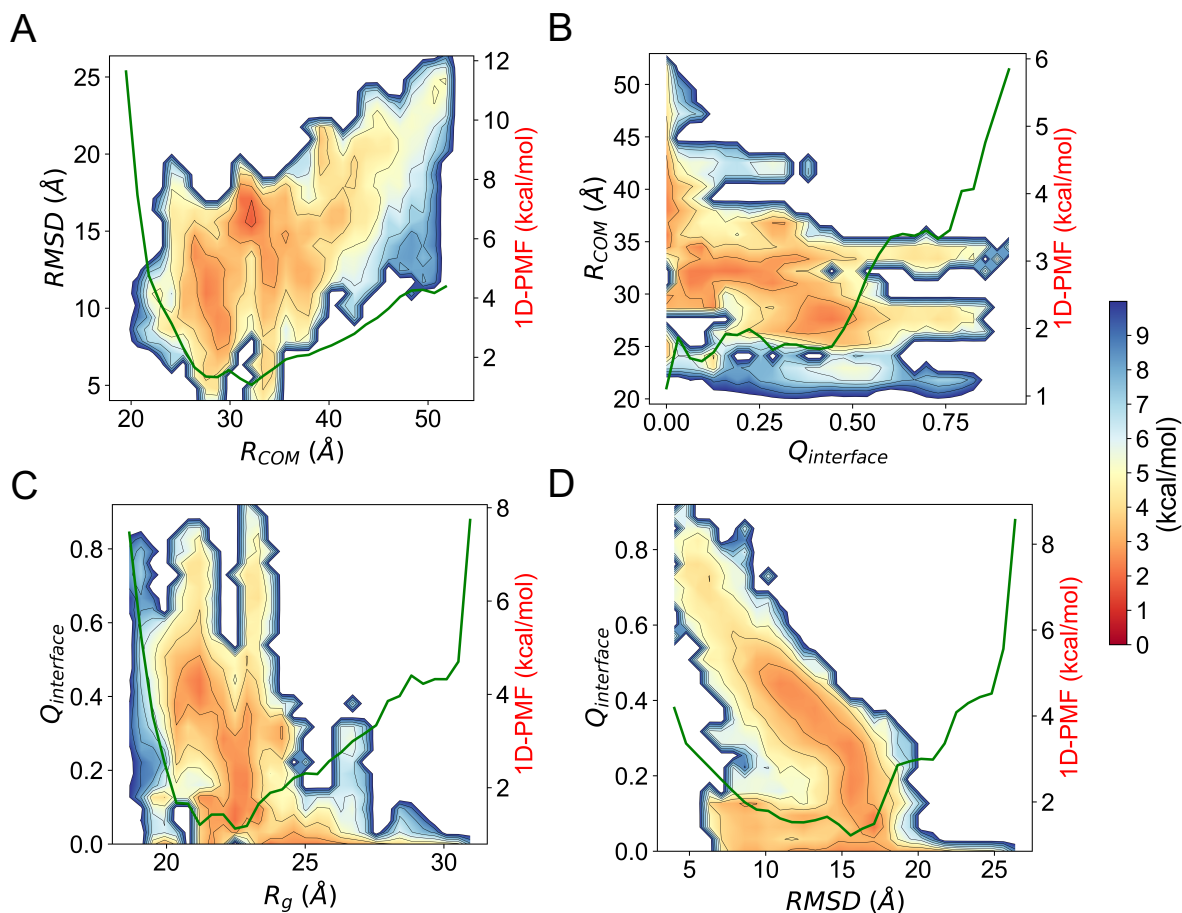 A
25
20
15
10
5
RMSD (Å)
12
10
8
6
4
2
1D-PMF (kcal/mol)
20 30 40 50
R_COM (Å)
B
50
45
40
35
30
25
20
R_COM (Å)
6
5
4
3
2
1
1D-PMF (kcal/mol)
0.00 0.25 0.50 0.75
Q_interface
9
8
7
6
5
4
3
2
1
0
(kcal/mol)
C
0.8
0.6
0.4
0.2
0.0
Q_interface
8
6
4
2
1D-PMF (kcal/mol)
20 25 30
R_g (Å)
D
0.8
0.6
0.4
0.2
0.0
Q_interface
8
6
4
2
1D-PMF (kcal/mol)
5 10 15 20 25
RMSD (Å)